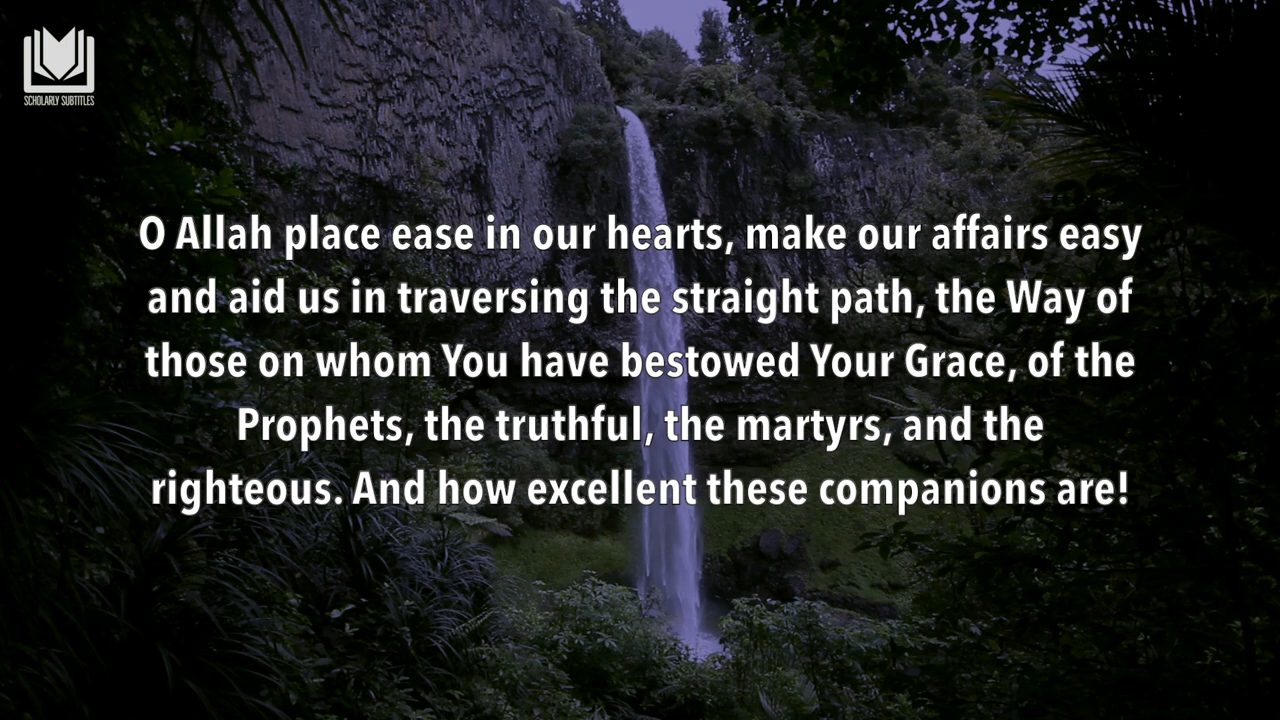 SCHOLARLY SUBTITLES
O Allah place ease in our hearts, make our affairs easy
and aid us in traversing the straight path, the Way of
those on whom You have bestowed Your Grace, of the
Prophets, the truthful, the martyrs, and the
righteous. And how excellent these companions are!